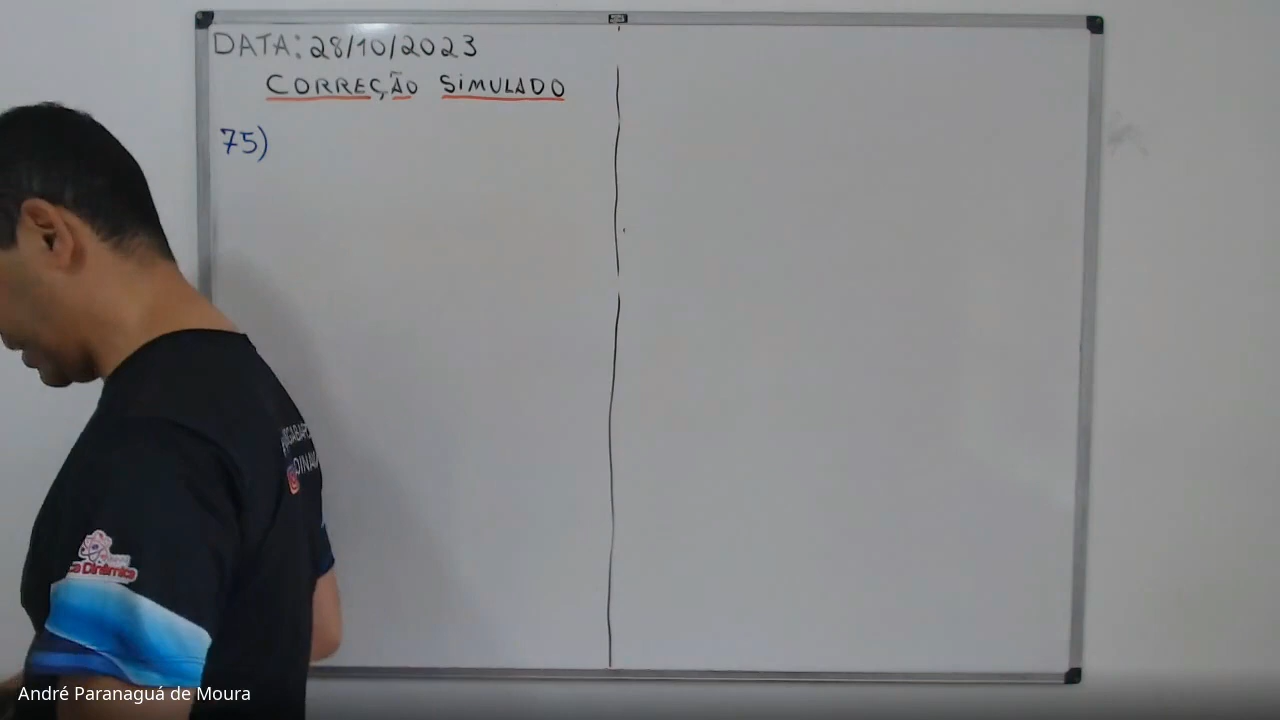 DATA: 28/10/2023
CORREÇÃO SIMULADO
75)
André Paranaguá de Moura